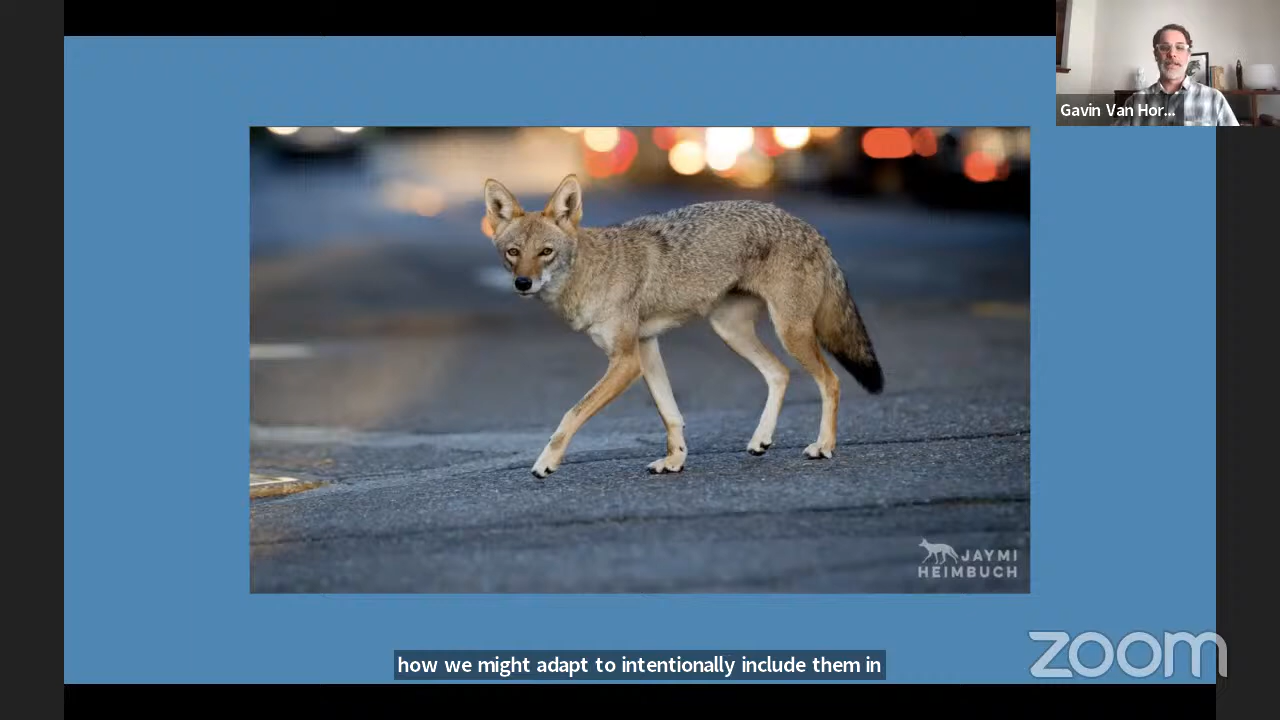 Gavin Van Hor...
JAYMI
HEIMBUCH
how we might adapt to intentionally include them in
zoom